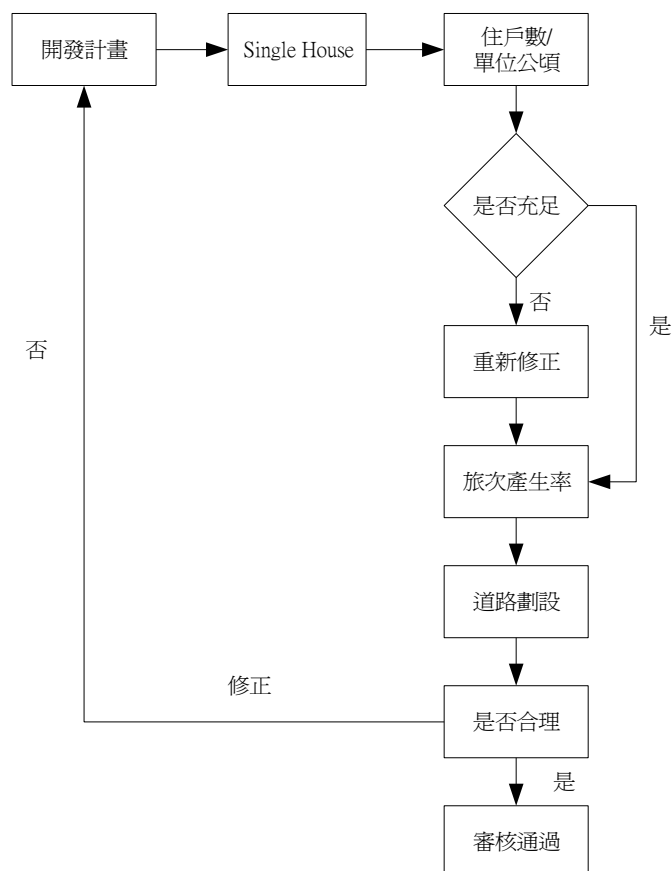 開發計畫
Single House
住戶數/
單位公頃
是否充足
否
是
重新修正
否
旅次產生率
道路劃設
修正
是否合理
是
審核通過